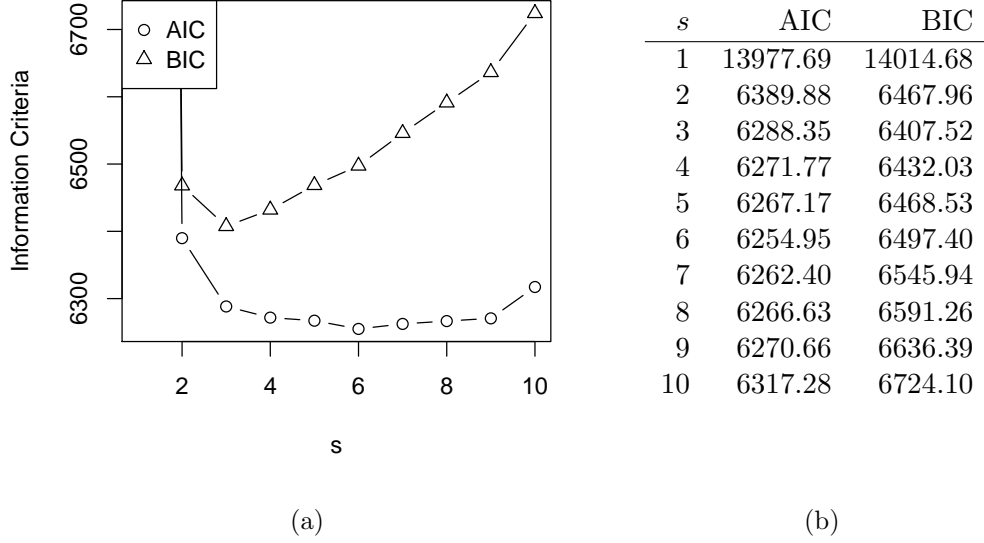 Information Criteria
6700
6500
6300
AIC
BIC
2 4 6 8 10
s
(a)
s AIC BIC
1 13977.69 14014.68
2 6389.88 6467.96
3 6288.35 6407.52
4 6271.77 6432.03
5 6267.17 6468.53
6 6254.95 6497.40
7 6262.40 6545.94
8 6266.63 6591.26
9 6270.66 6636.39
10 6317.28 6724.10
(b)